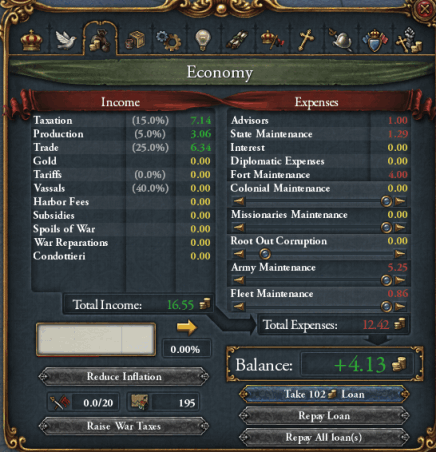 Economy
Income
Taxation (15.0%) 7.14
Production (5.0%) 3.06
Trade (25.0%) 6.34
Gold 0.00
Tariffs (0.0%) 0.00
Vassals (40.0%) 0.00
Harbor Fees 0.00
Subsidies 0.00
Spoils of War 0.00
War Reparations 0.00
Condottieri 0.00
Total Income: 16.55
0.00%
Reduce Inflation
0.0/20 195
Raise War Taxes
Expenses
Advisors 1.00
State Maintenance 1.29
Interest 0.00
Diplomatic Expenses 0.00
Fort Maintenance 4.00
Colonial Maintenance 0.00
Missionaries Maintenance 0.00
Root Out Corruption 0.00
Army Maintenance 5.25
Fleet Maintenance 0.86
Total Expenses: 12.42
Balance: +4.13
Take 102 Loan
Repay Loan
Repay All loan(s)